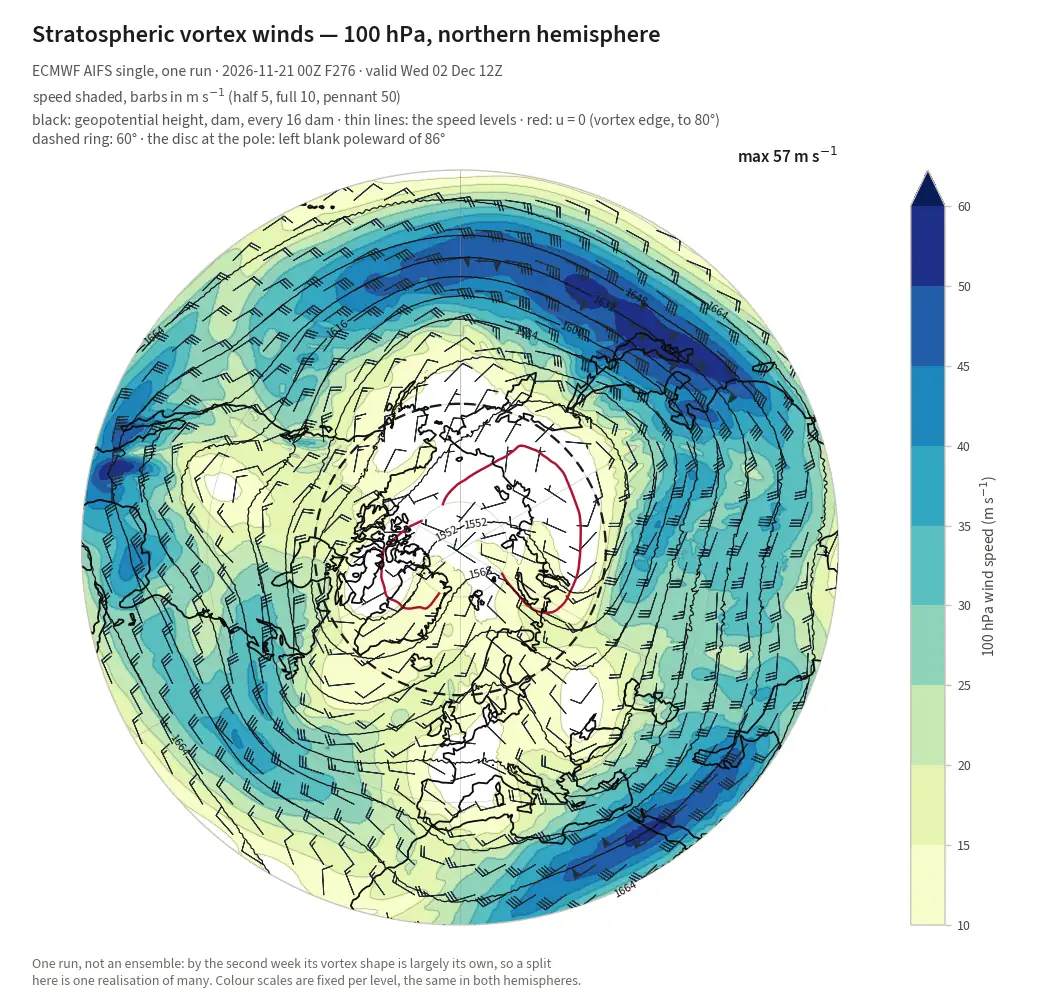 Stratospheric vortex winds — 100 hPa, northern hemisphere
ECMWF AIFS single, one run · 2026-11-21 00Z F276 · valid Wed 02 Dec 12Z
speed shaded, barbs in m s⁻¹ (half 5, full 10, pennant 50)
black: geopotential height, dam, every 16 dam · thin lines: the speed levels · red: u = 0 (vortex edge, to 80°)
dashed ring: 60° · the disc at the pole: left blank poleward of 86°
max 57 m s⁻¹
60
50
45
40
35
30
25
20
15
10
100 hPa wind speed (m s⁻¹)
1648
1664
1664
1616
1552
1552
1568
1664
1664
One run, not an ensemble: by the second week its vortex shape is largely its own, so a split
here is one realisation of many. Colour scales are fixed per level, the same in both hemispheres.